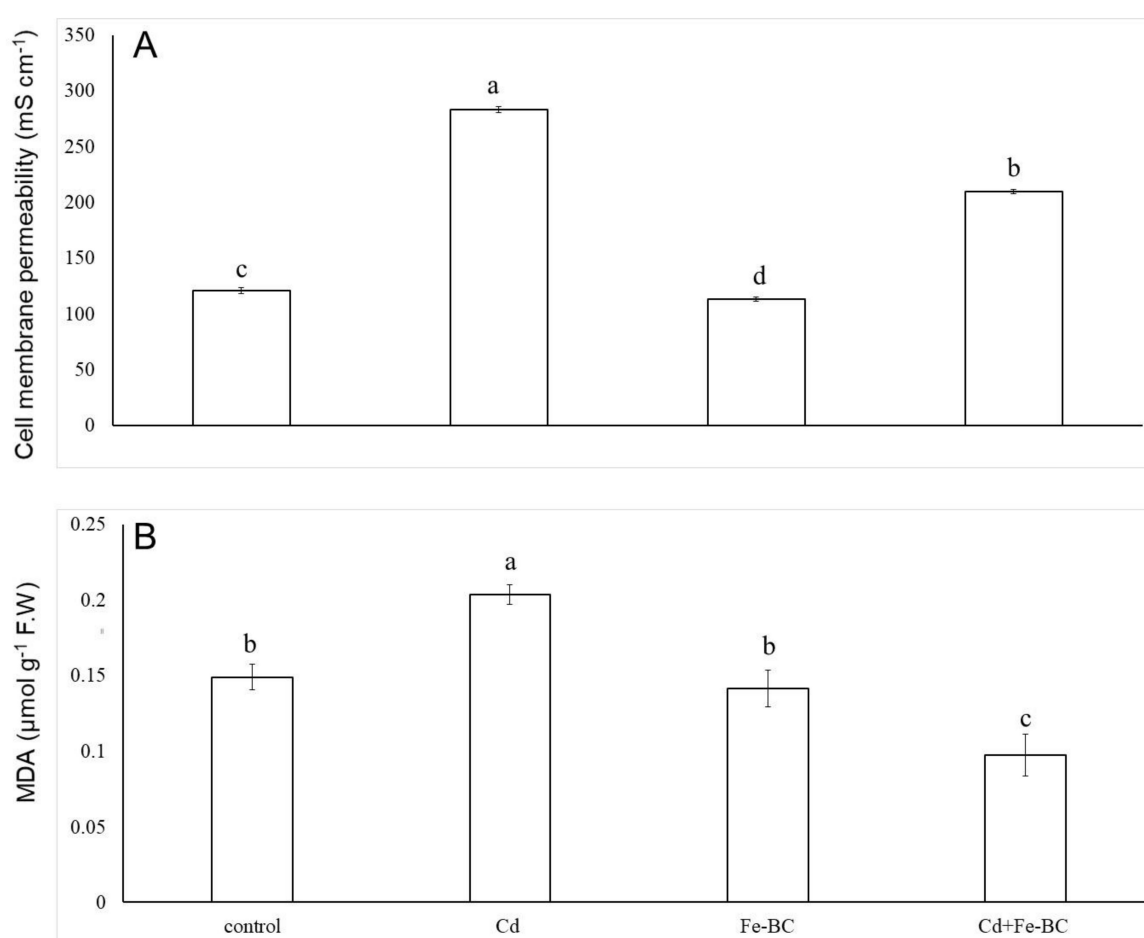 A
Cell membrane permeability (mS cm⁻¹)
350
300
250
200
150
100
50
0
c
a
d
b
B
MDA (µmol g⁻¹ F.W)
0.25
0.2
0.15
0.1
0.05
0
b
a
b
c
control Cd Fe-BC Cd+Fe-BC